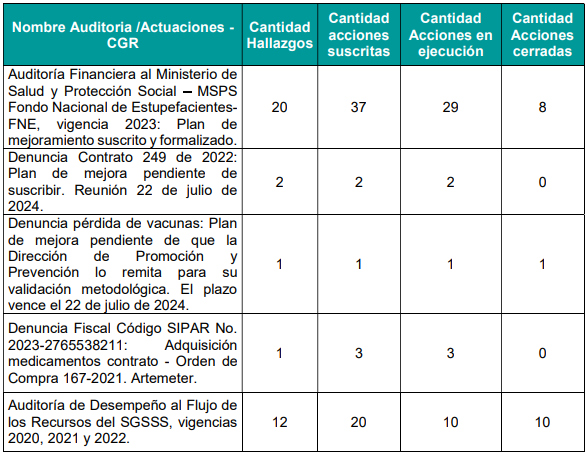 Nombre Auditoria /Actuaciones -
CGR
Cantidad
Hallazgos
Cantidad
acciones
suscritas
Cantidad
Acciones en
ejecución
Cantidad
Acciones
cerradas
Auditoría Financiera al Ministerio de
Salud y Protección Social – MSPS
Fondo Nacional de Estupefacientes-
FNE, vigencia 2023: Plan de
mejoramiento suscrito y formalizado.
20
37
29
8
Denuncia Contrato 249 de 2022:
Plan de mejora pendiente de
suscribir. Reunión 22 de julio de
2024.
2
2
2
0
Denuncia pérdida de vacunas: Plan
de mejora pendiente de que la
Dirección de Promoción y
Prevención lo remita para su
validación metodológica. El plazo
vence el 22 de julio de 2024.
1
1
1
1
Denuncia Fiscal Código SIPAR No.
2023-2765538211: Adquisición
medicamentos contrato - Orden de
Compra 167-2021. Artemeter.
1
3
3
0
Auditoría de Desempeño al Flujo de
los Recursos del SGSSS, vigencias
2020, 2021 y 2022.
12
20
10
10